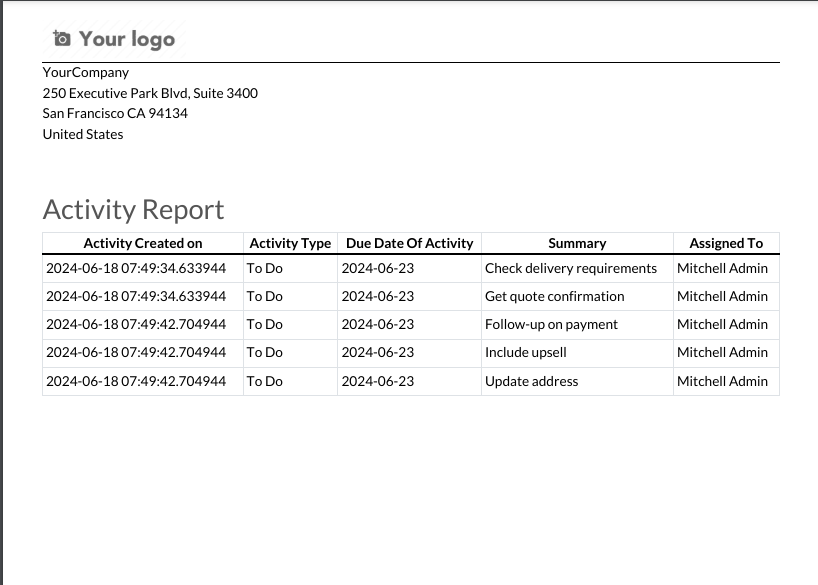 Your logo
YourCompany
250 Executive Park Blvd, Suite 3400
San Francisco CA 94134
United States
Activity Report
Activity Created on Activity Type Due Date Of Activity Summary Assigned To
2024-06-18 07:49:34.633944 To Do 2024-06-23 Check delivery requirements Mitchell Admin
2024-06-18 07:49:34.633944 To Do 2024-06-23 Get quote confirmation Mitchell Admin
2024-06-18 07:49:42.704944 To Do 2024-06-23 Follow-up on payment Mitchell Admin
2024-06-18 07:49:42.704944 To Do 2024-06-23 Include upsell Mitchell Admin
2024-06-18 07:49:42.704944 To Do 2024-06-23 Update address Mitchell Admin